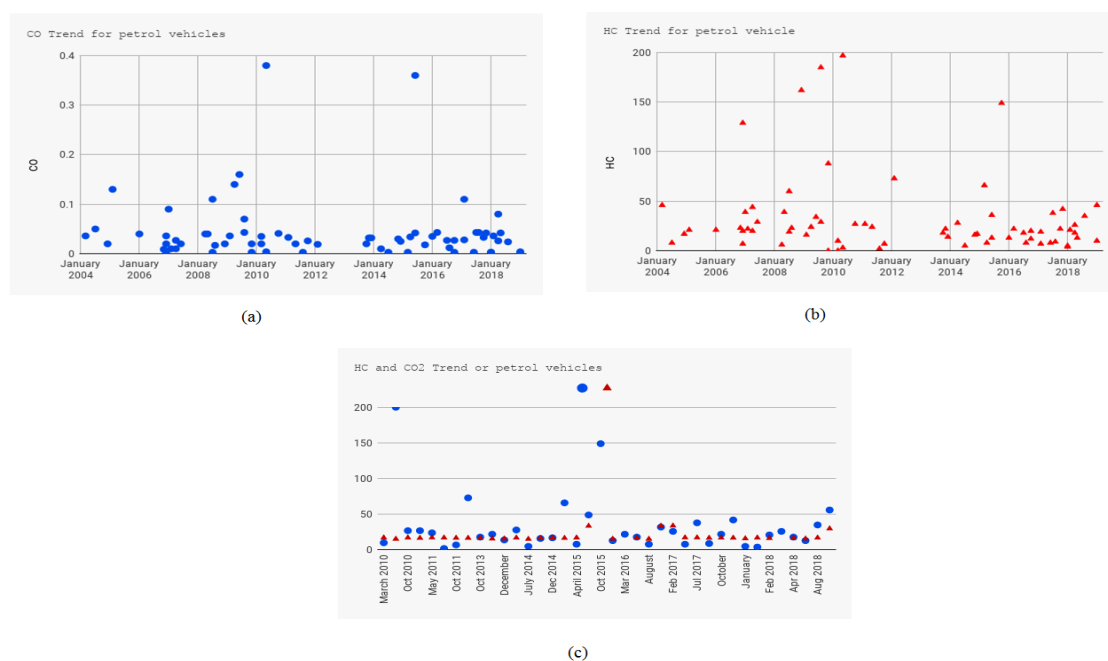 CO Trend for petrol vehicles
0.4
0.3
0.2
0.1
0
CO
January 2004
January 2006
January 2008
January 2010
January 2012
January 2014
January 2016
January 2018
(a)
HC Trend for petrol vehicle
200
150
100
50
0
HC
January 2004
January 2006
January 2008
January 2010
January 2012
January 2014
January 2016
January 2018
(b)
HC and CO2 Trend or petrol vehicles
200
150
100
50
0
March 2010
Oct 2010
May 2011
Oct 2011
Oct 2013
December
July 2014
Dec 2014
April 2015
Oct 2015
Mar 2016
August
Feb 2017
Jul 2017
October
January
Feb 2018
Apr 2018
Aug 2018
(c)